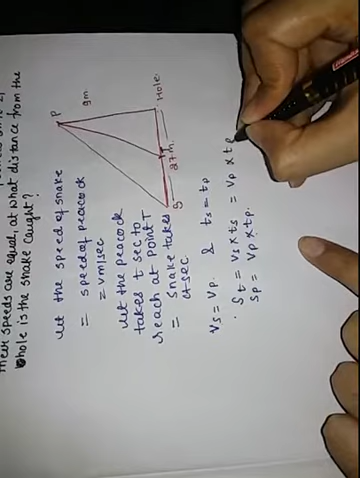 their speeds are equal, at what distance from the
hole is the snake caught?
let the speed of snake
= speed of peacock
= v m/sec
let the peacock
takes t sec to
reach at point T
= snake takes
t sec.
P
9m
Hole
T
27m
S
Vs = Vp & ts = tp
St = Vs x ts = Vp x tp
Sp = Vp x tp.